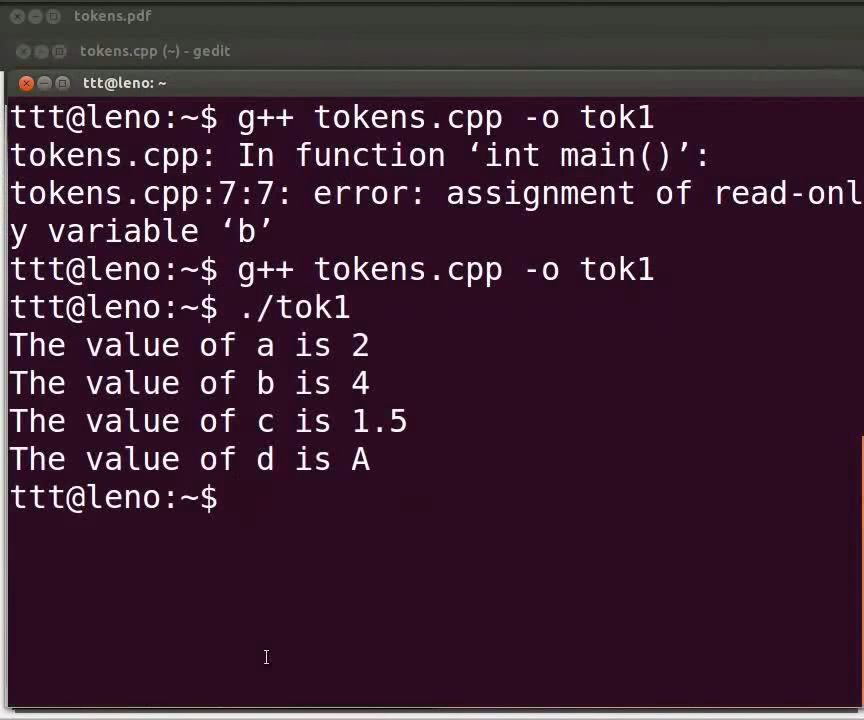 tokens.pdf
tokens.cpp (~) - gedit
ttt@leno: ~
ttt@leno:~$ g++ tokens.cpp -o tok1
tokens.cpp: In function ‘int main()’:
tokens.cpp:7:7: error: assignment of read-onl
y variable ‘b’
ttt@leno:~$ g++ tokens.cpp -o tok1
ttt@leno:~$ ./tok1
The value of a is 2
The value of b is 4
The value of c is 1.5
The value of d is A
ttt@leno:~$